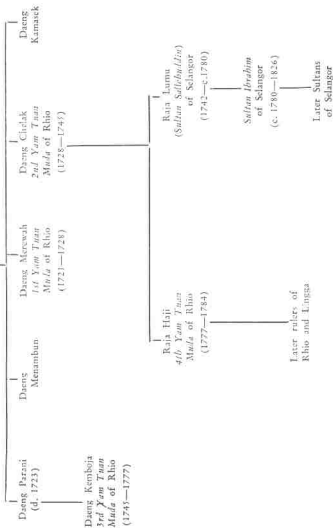 Daeng Parani
(d. 1723)
Daeng
Menambun
Daeng Merewah
1st Yam Tuan
Muda of Rhio
(1721—1728)
Daeng Chelak
2nd Yam Tuan
Muda of Rhio
(1728—1745)
Daeng
Kamasek
Daeng Kemboja
3rd Yam Tuan
Muda of Rhio
(1745—1777)
Raja Haji
4th Yam Tuan
Muda of Rhio
(1777—1784)
Raja Lumu
(Sultan Sallehuddin)
of Selangor
(1742—c.1780)
Later rulers of
Rhio and Lingga
Sultan Ibrahim
of Selangor
(c. 1780—1826)
Later Sultans
of Selangor